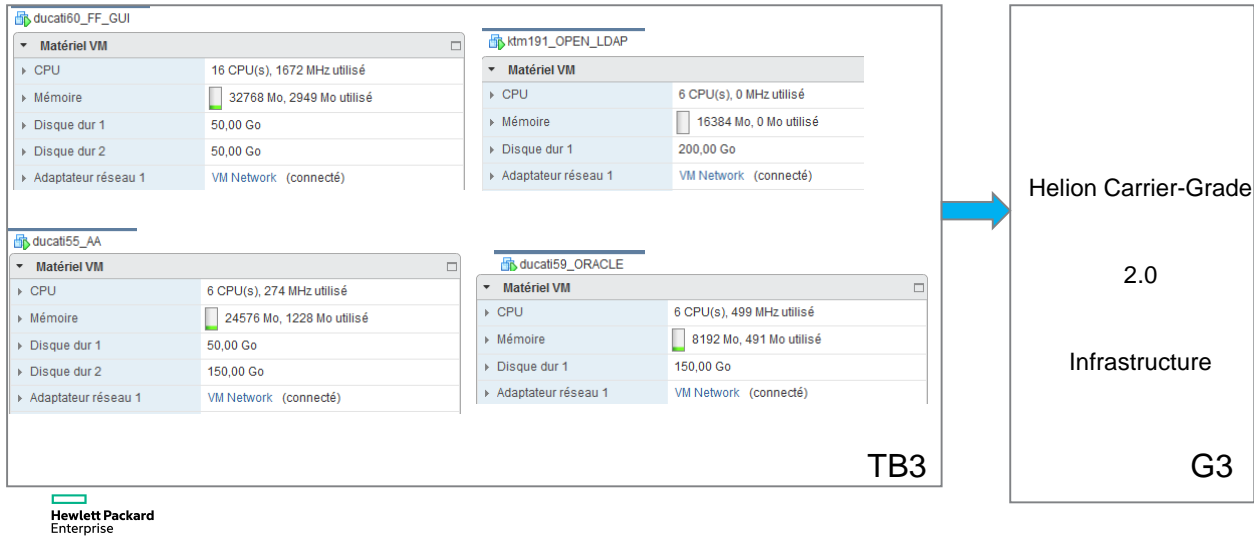 ducati60_FF_GUI
Matériel VM
CPU 16 CPU(s), 1672 MHz utilisé
Mémoire 32768 Mo, 2949 Mo utilisé
Disque dur 1 50,00 Go
Disque dur 2 50,00 Go
Adaptateur réseau 1 VM Network (connecté)
ktm191_OPEN_LDAP
Matériel VM
CPU 6 CPU(s), 0 MHz utilisé
Mémoire 16384 Mo, 0 Mo utilisé
Disque dur 1 200,00 Go
Adaptateur réseau 1 VM Network (connecté)
ducati55_AA
Matériel VM
CPU 6 CPU(s), 274 MHz utilisé
Mémoire 24576 Mo, 1228 Mo utilisé
Disque dur 1 50,00 Go
Disque dur 2 150,00 Go
Adaptateur réseau 1 VM Network (connecté)
ducati59_ORACLE
Matériel VM
CPU 6 CPU(s), 499 MHz utilisé
Mémoire 8192 Mo, 491 Mo utilisé
Disque dur 1 150,00 Go
Adaptateur réseau 1 VM Network (connecté)
TB3
Helion Carrier-Grade
2.0
Infrastructure
G3
Hewlett Packard
Enterprise